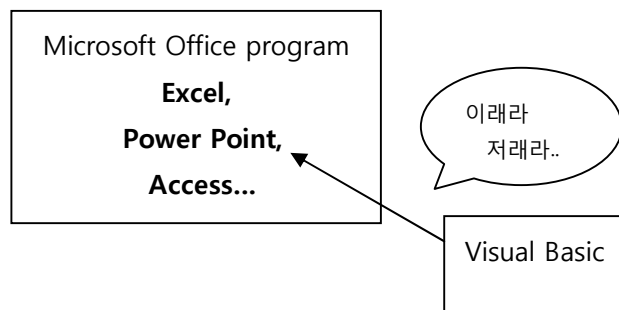 Microsoft Office program
Excel,
Power Point,
Access...
이래라
저래라..
Visual Basic